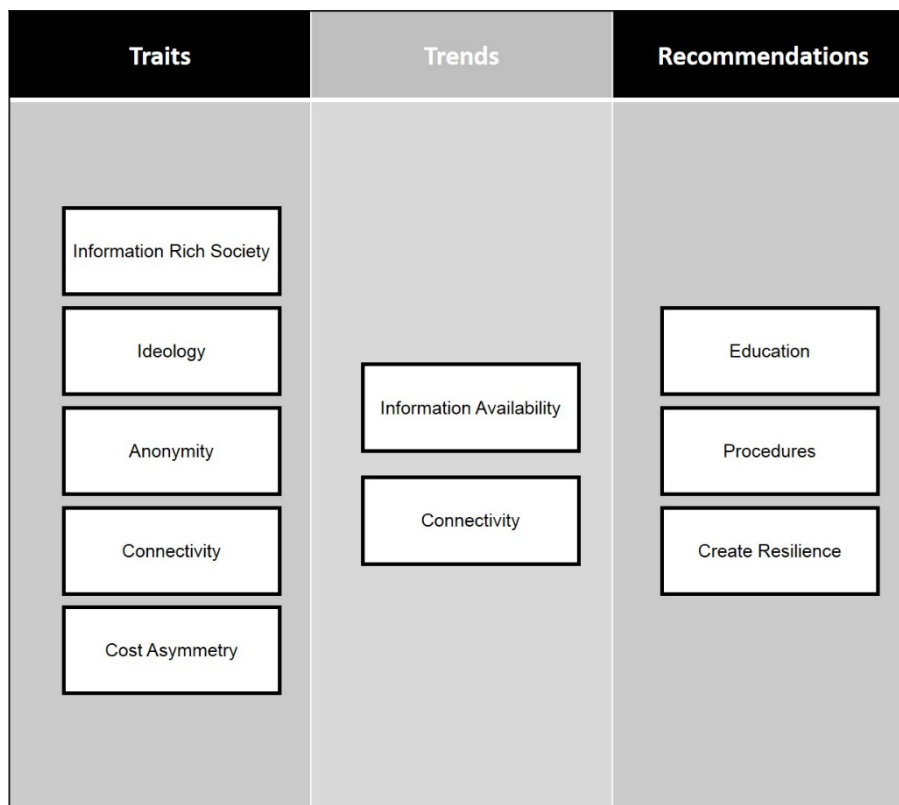 Traits
Trends
Recommendations
Information Rich Society
Ideology
Anonymity
Connectivity
Cost Asymmetry
Information Availability
Connectivity
Education
Procedures
Create Resilience